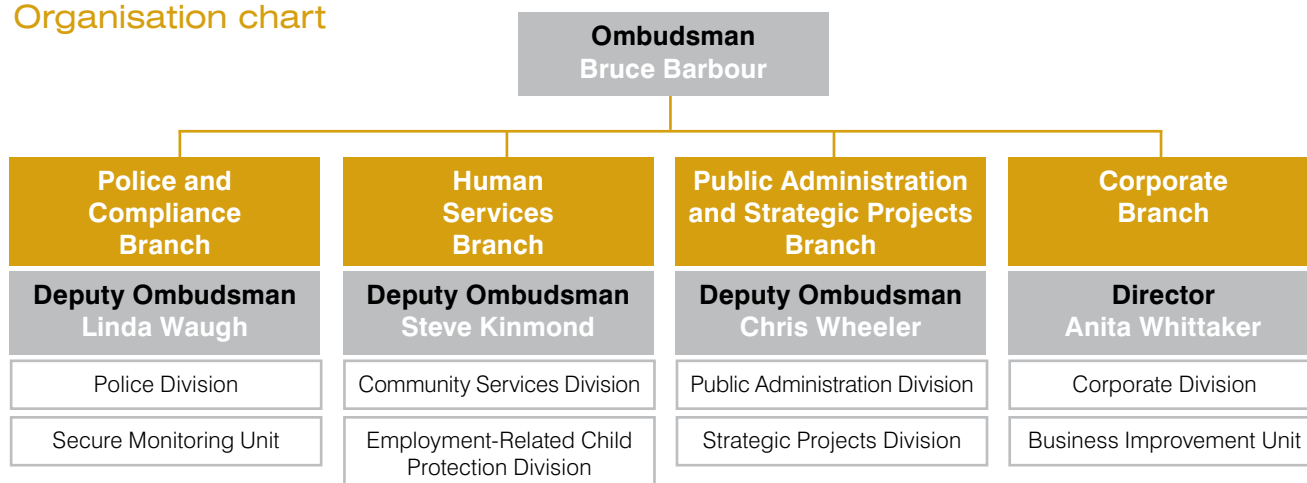 Organisation chart
Ombudsman
Bruce Barbour
Police and
Compliance
Branch
Deputy Ombudsman
Linda Waugh
Police Division
Secure Monitoring Unit
Human
Services
Branch
Deputy Ombudsman
Steve Kinmond
Community Services Division
Employment-Related Child
Protection Division
Public Administration
and Strategic Projects
Branch
Deputy Ombudsman
Chris Wheeler
Public Administration Division
Strategic Projects Division
Corporate
Branch
Director
Anita Whittaker
Corporate Division
Business Improvement Unit